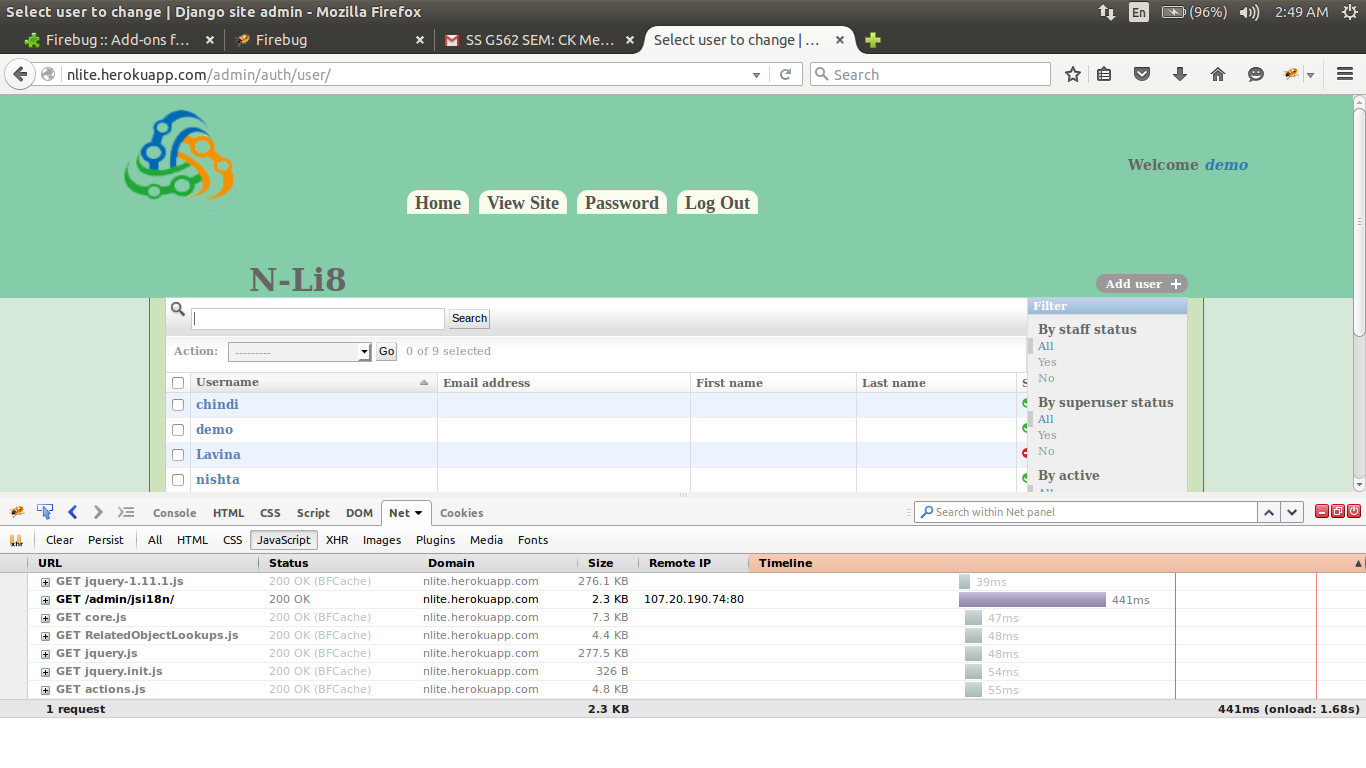 Select user to change | Django site admin - Mozilla Firefox
En (96%) 2:49 AM
Firebug :: Add-ons f... Firebug SS G562 SEM: CK Me... Select user to change | ...
nlite.herokuapp.com/admin/auth/user/ Search
Welcome demo
Home View Site Password Log Out
N-Li8
Add user +
Search
Filter
By staff status
All
Yes
No
By superuser status
All
Yes
No
By active
Action: --------- Go 0 of 9 selected
Username Email address First name Last name S
chindi
demo
Lavina
nishta
Console HTML CSS Script DOM Net Cookies Search within Net panel
xhr Clear Persist All HTML CSS JavaScript XHR Images Plugins Media Fonts
URL Status Domain Size Remote IP Timeline
GET jquery-1.11.1.js 200 OK (BFCache) nlite.herokuapp.com 276.1 KB 39ms
GET /admin/jsi18n/ 200 OK nlite.herokuapp.com 2.3 KB 107.20.190.74:80 441ms
GET core.js 200 OK (BFCache) nlite.herokuapp.com 7.3 KB 47ms
GET RelatedObjectLookups.js 200 OK (BFCache) nlite.herokuapp.com 4.4 KB 48ms
GET jquery.js 200 OK (BFCache) nlite.herokuapp.com 277.5 KB 48ms
GET jquery.init.js 200 OK (BFCache) nlite.herokuapp.com 326 B 54ms
GET actions.js 200 OK (BFCache) nlite.herokuapp.com 4.8 KB 55ms
1 request 2.3 KB 441ms (onload: 1.68s)